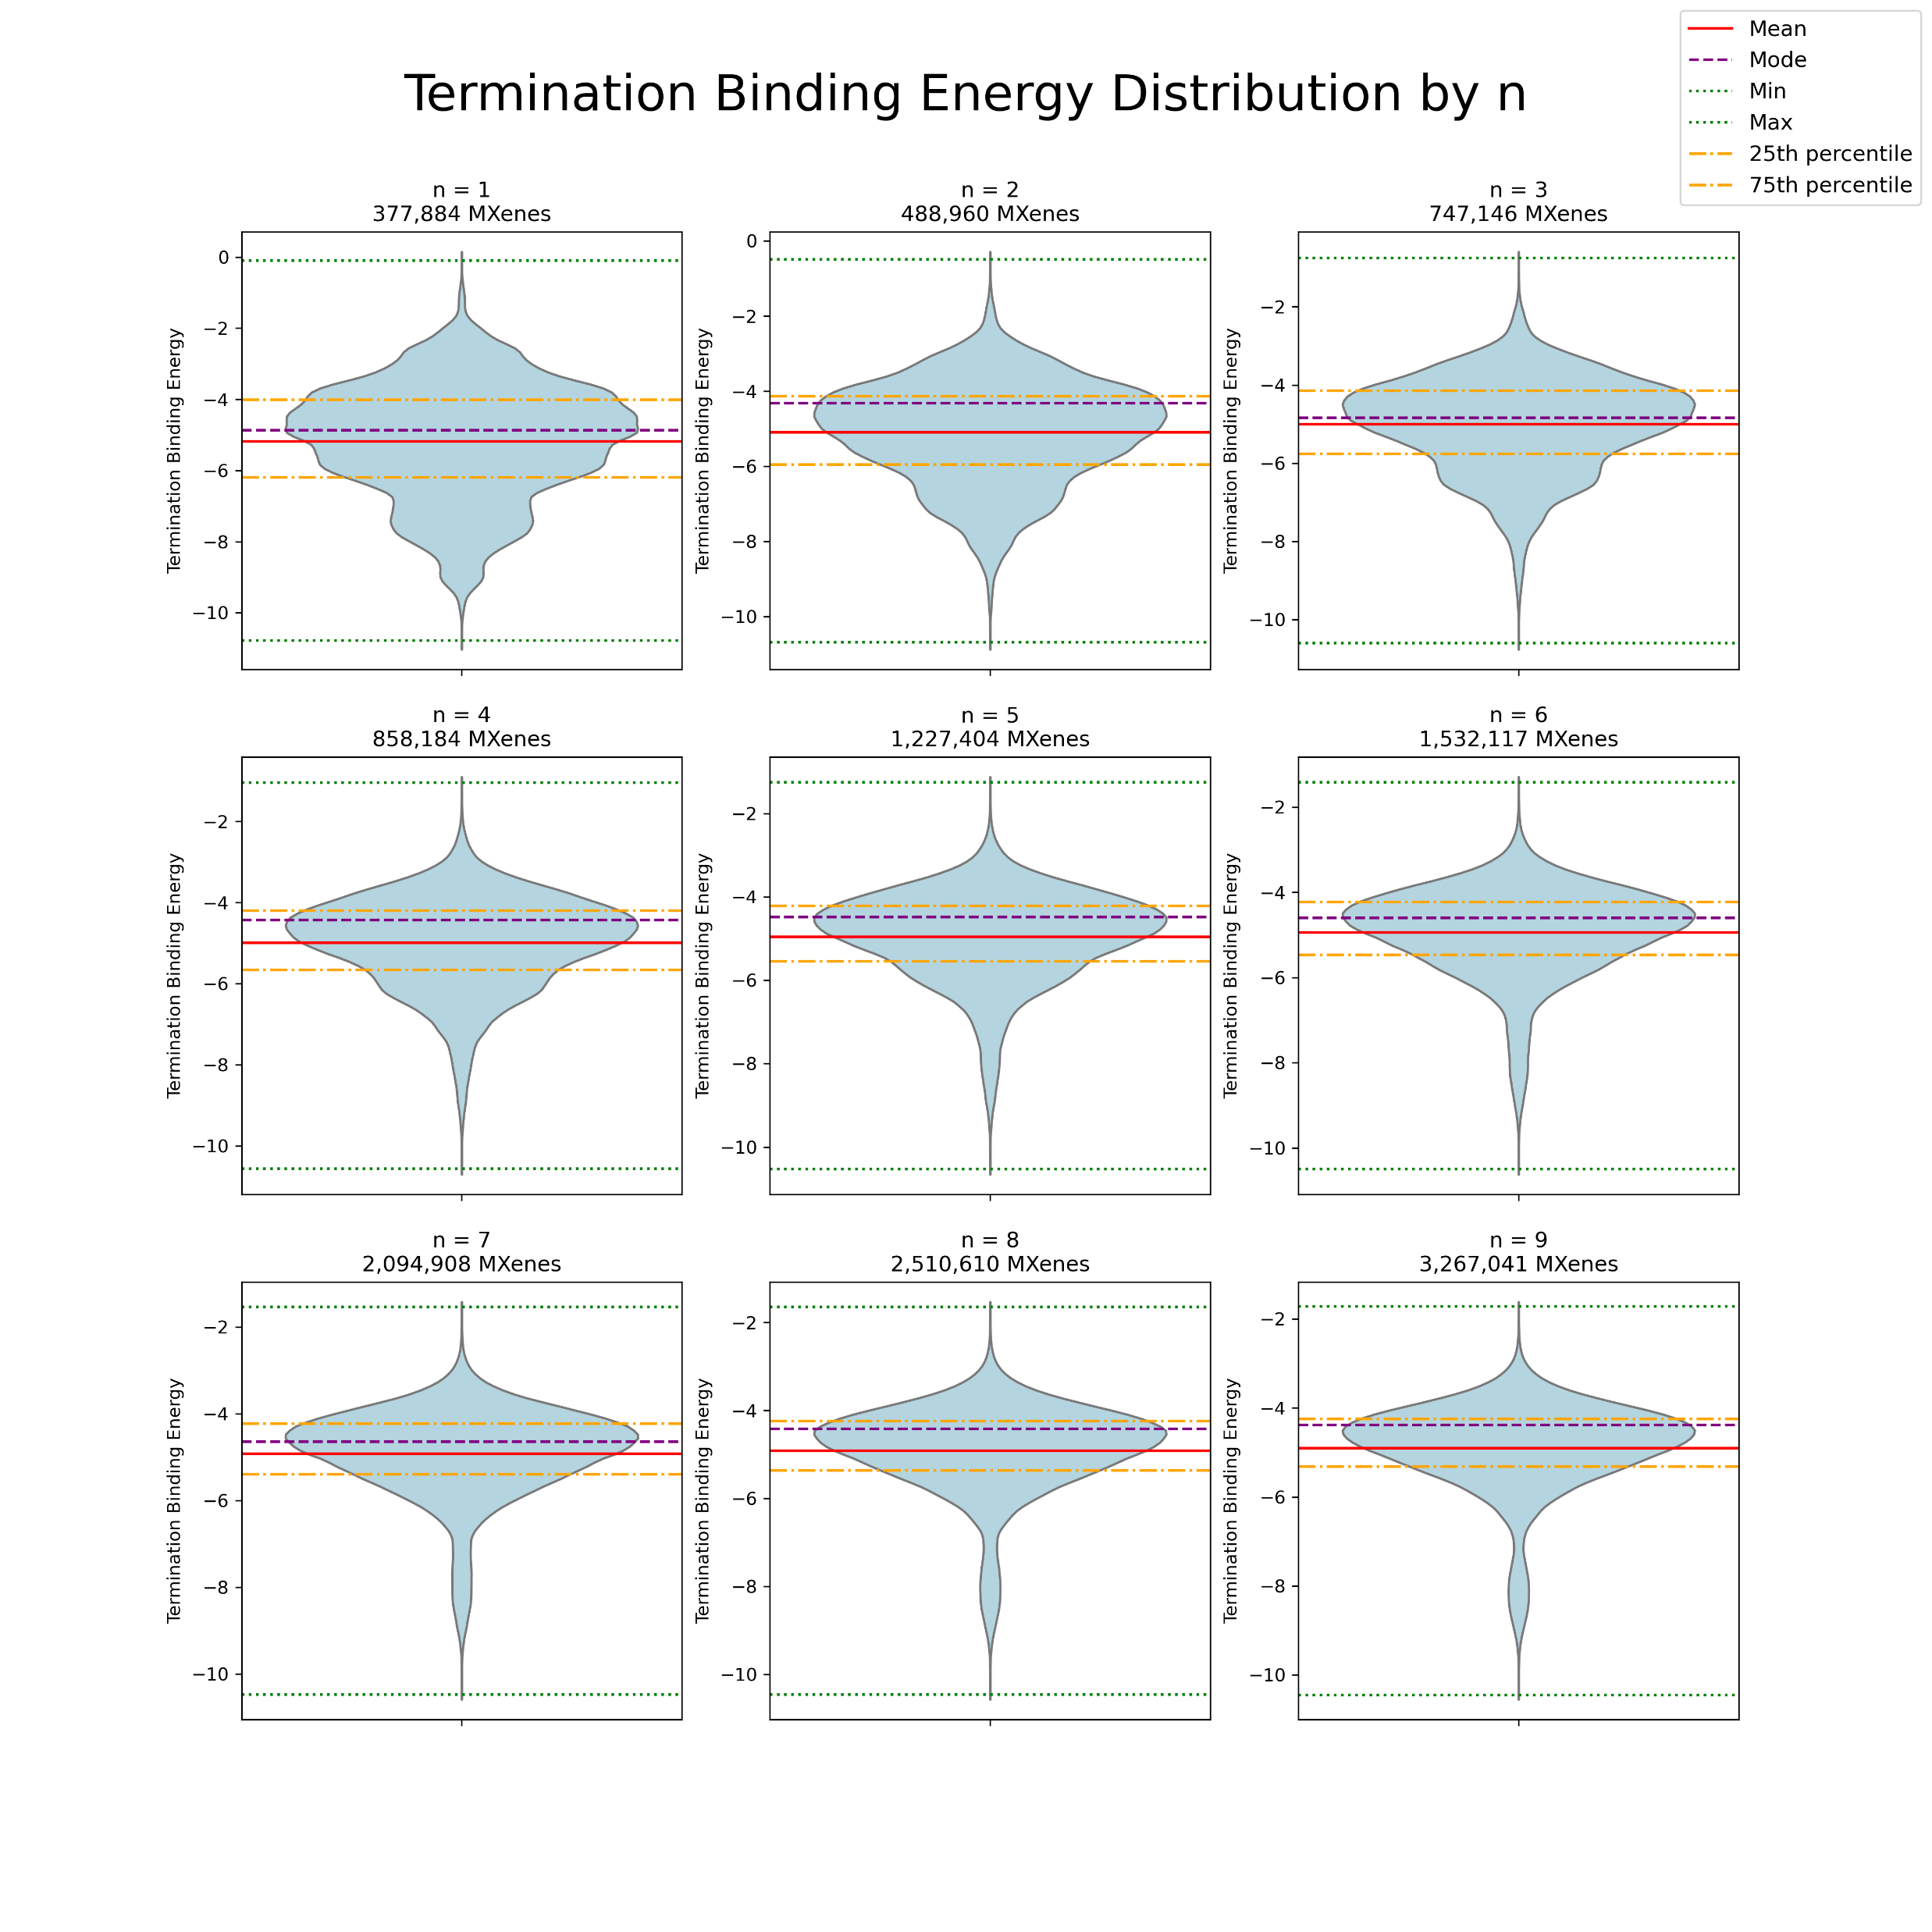 Termination Binding Energy Distribution by n
Mean
Mode
Min
Max
25th percentile
75th percentile
n = 1
377,884 MXenes
Termination Binding Energy
0
−2
−4
−6
−8
−10
n = 2
488,960 MXenes
Termination Binding Energy
0
−2
−4
−6
−8
−10
n = 3
747,146 MXenes
Termination Binding Energy
−2
−4
−6
−8
−10
n = 4
858,184 MXenes
Termination Binding Energy
−2
−4
−6
−8
−10
n = 5
1,227,404 MXenes
Termination Binding Energy
−2
−4
−6
−8
−10
n = 6
1,532,117 MXenes
Termination Binding Energy
−2
−4
−6
−8
−10
n = 7
2,094,908 MXenes
Termination Binding Energy
−2
−4
−6
−8
−10
n = 8
2,510,610 MXenes
Termination Binding Energy
−2
−4
−6
−8
−10
n = 9
3,267,041 MXenes
Termination Binding Energy
−2
−4
−6
−8
−10